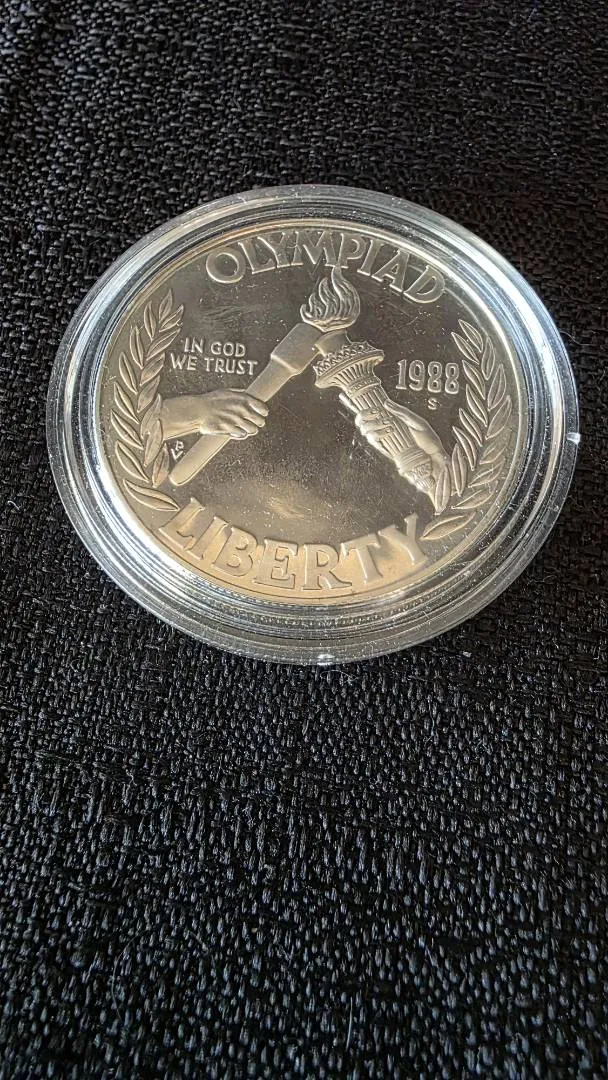 OLYMPIAD
IN GOD
WE TRUST
1988
S
LIBERTY